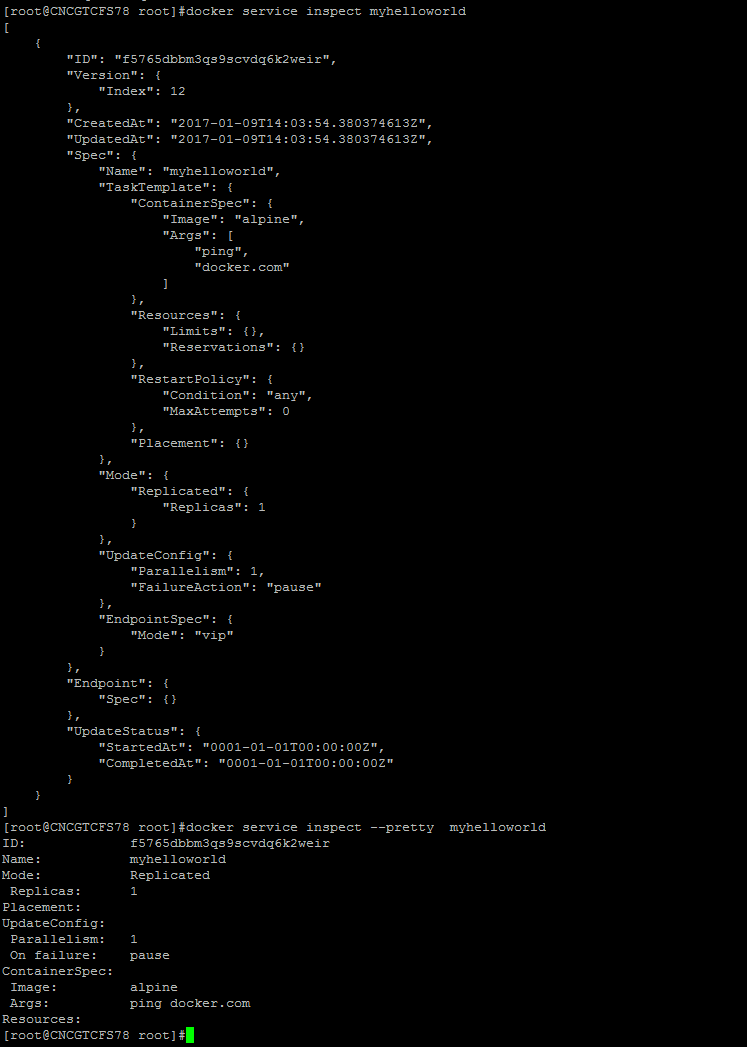 [root@CNCGTCFS78 root]#docker service inspect myhelloworld
[
    {
        "ID": "f5765dbbm3qs9scvdq6k2weir",
        "Version": {
            "Index": 12
        },
        "CreatedAt": "2017-01-09T14:03:54.380374613Z",
        "UpdatedAt": "2017-01-09T14:03:54.380374613Z",
        "Spec": {
            "Name": "myhelloworld",
            "TaskTemplate": {
                "ContainerSpec": {
                    "Image": "alpine",
                    "Args": [
                        "ping",
                        "docker.com"
                    ]
                },
                "Resources": {
                    "Limits": {},
                    "Reservations": {}
                },
                "RestartPolicy": {
                    "Condition": "any",
                    "MaxAttempts": 0
                },
                "Placement": {}
            },
            "Mode": {
                "Replicated": {
                    "Replicas": 1
                }
            },
            "UpdateConfig": {
                "Parallelism": 1,
                "FailureAction": "pause"
            },
            "EndpointSpec": {
                "Mode": "vip"
            }
        },
        "Endpoint": {
            "Spec": {}
        },
        "UpdateStatus": {
            "StartedAt": "0001-01-01T00:00:00Z",
            "CompletedAt": "0001-01-01T00:00:00Z"
        }
    }
]
[root@CNCGTCFS78 root]#docker service inspect --pretty  myhelloworld
ID:             f5765dbbm3qs9scvdq6k2weir
Name:           myhelloworld
Mode:           Replicated
 Replicas:      1
Placement:
UpdateConfig:
 Parallelism:   1
 On failure:    pause
ContainerSpec:
 Image:         alpine
 Args:          ping docker.com
Resources:
[root@CNCGTCFS78 root]#